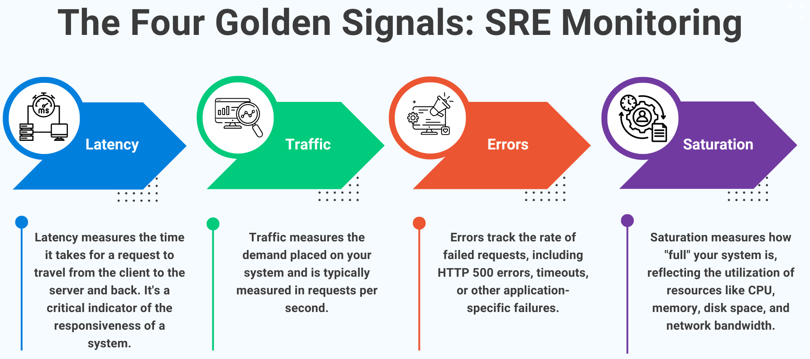 The Four Golden Signals: SRE Monitoring
ms
Latency
Traffic
Errors
Saturation
Latency measures the time
it takes for a request to
travel from the client to the
server and back. It's a
critical indicator of the
responsiveness of a
system.
Traffic measures the
demand placed on your
system and is typically
measured in requests per
second.
Errors track the rate of
failed requests, including
HTTP 500 errors, timeouts,
or other application-
specific failures.
Saturation measures how
"full" your system is,
reflecting the utilization of
resources like CPU,
memory, disk space, and
network bandwidth.